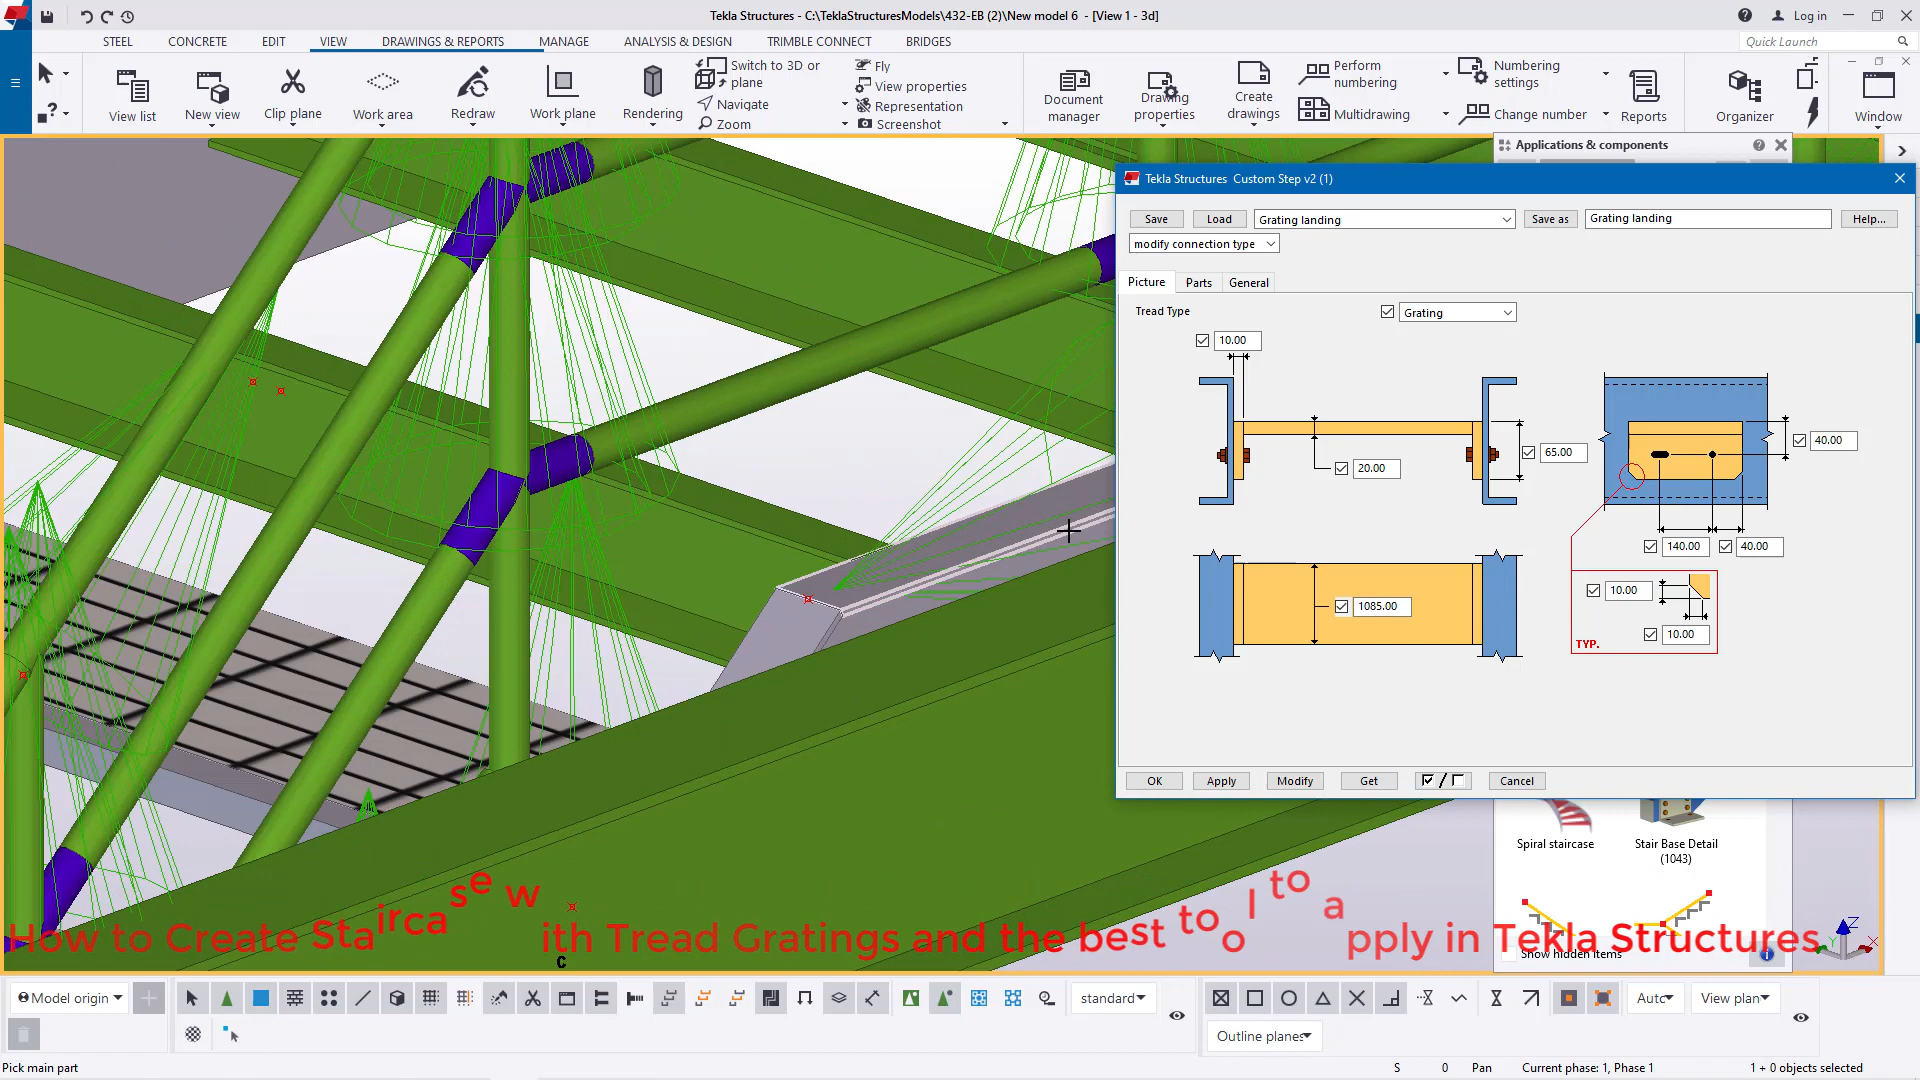 Tekla Structures - C:\TeklaStructuresModels\432-EB (2)\New model 6 - [View 1 - 3d]
Log in
STEEL CONCRETE EDIT VIEW DRAWINGS & REPORTS MANAGE ANALYSIS & DESIGN TRIMBLE CONNECT BRIDGES
Quick Launch
View list
New view
Clip plane
Work area
Redraw
Work plane
Rendering
Switch to 3D or
plane
Navigate
Zoom
Fly
View properties
Representation
Screenshot
Document
manager
Drawing
properties
Create
drawings
Perform
numbering
Multidrawing
Numbering
settings
Change number
Reports
Organizer
Window
Applications & components
Tekla Structures Custom Step v2 (1)
Save Load Grating landing Save as Grating landing Help...
modify connection type
Picture Parts General
Tread Type Grating
10.00
65.00
20.00
40.00
140.00 40.00
1085.00
10.00
10.00
TYP.
OK Apply Modify Get / Cancel
Spiral staircase
Stair Base Detail
(1043)
Show hidden items
How to Create Staircase with Tread Gratings and the best tool to apply in Tekla Structures
Z
Y
X
C
Model origin
standard
Auto
View plan
Outline planes
Pick main part
S 0 Pan Current phase: 1, Phase 1 1 + 0 objects selected